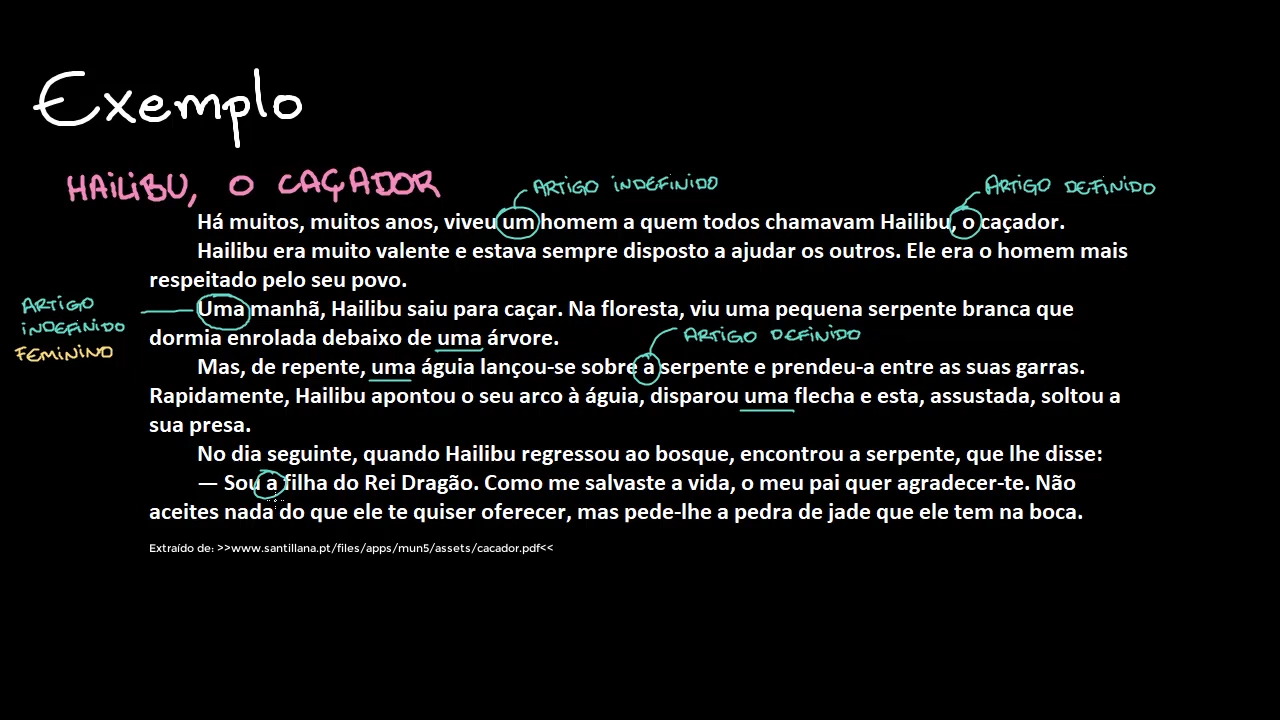 Exemplo
HAILIBU, O CAÇADOR
ARTIGO INDEFINIDO
ARTIGO DEFINIDO
Há muitos, muitos anos, viveu um homem a quem todos chamavam Hailibu, o caçador.
Hailibu era muito valente e estava sempre disposto a ajudar os outros. Ele era o homem mais
respeitado pelo seu povo.
ARTIGO
INDEFINIDO
FEMININO
Uma manhã, Hailibu saiu para caçar. Na floresta, viu uma pequena serpente branca que
dormia enrolada debaixo de uma árvore.
ARTIGO DEFINIDO
Mas, de repente, uma águia lançou-se sobre a serpente e prendeu-a entre as suas garras.
Rapidamente, Hailibu apontou o seu arco à águia, disparou uma flecha e esta, assustada, soltou a
sua presa.
No dia seguinte, quando Hailibu regressou ao bosque, encontrou a serpente, que lhe disse:
— Sou a filha do Rei Dragão. Como me salvaste a vida, o meu pai quer agradecer-te. Não
aceites nada do que ele te quiser oferecer, mas pede-lhe a pedra de jade que ele tem na boca.
Extraído de: >>www.santillana.pt/files/apps/mun5/assets/cacador.pdf<<